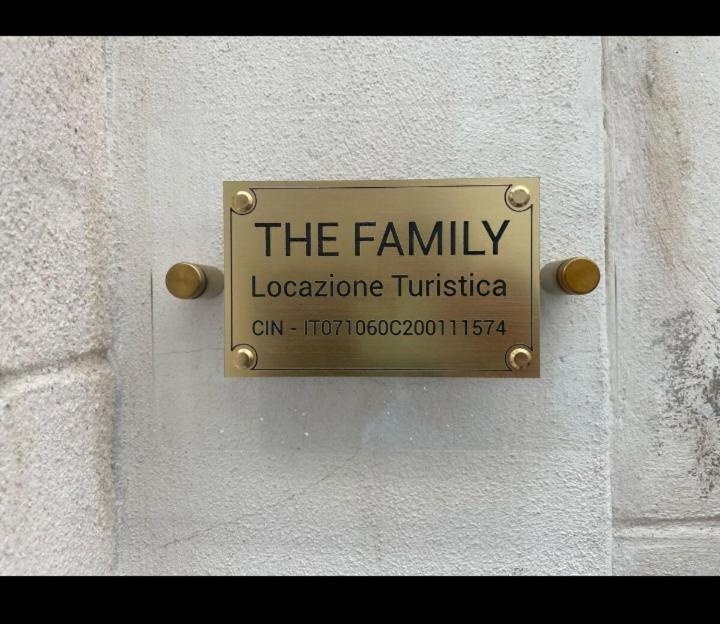 THE FAMILY
Locazione Turistica
CIN - IT071060C200111574